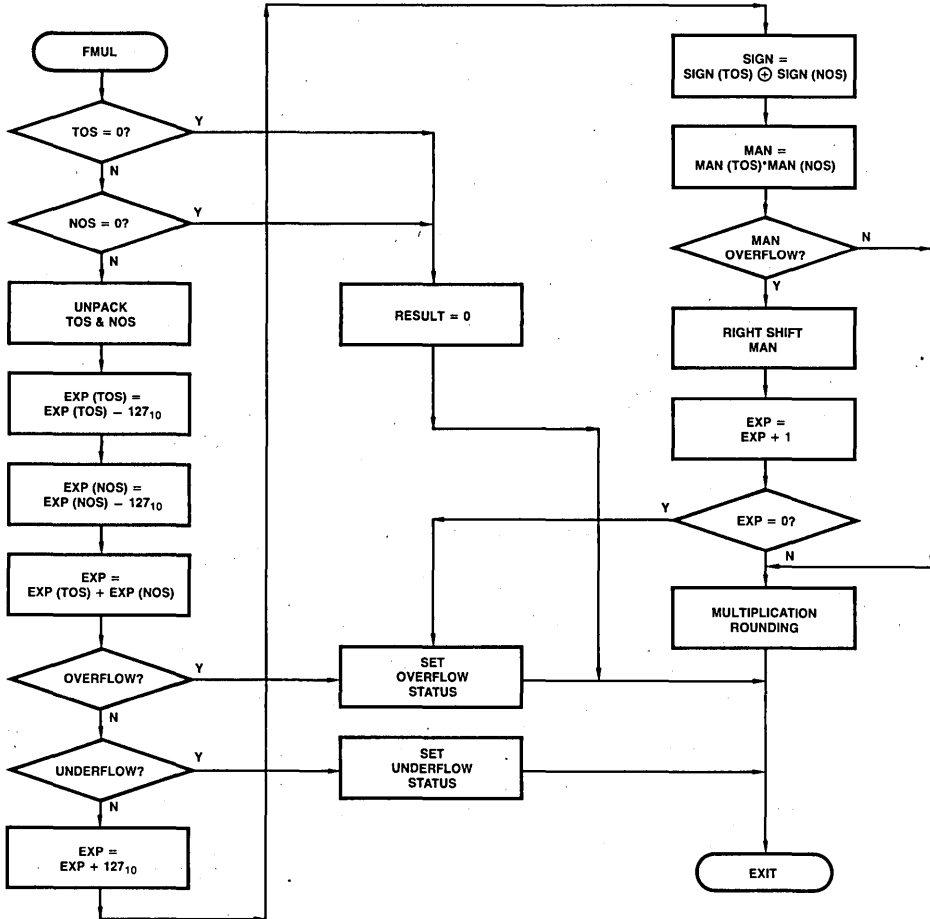 FMUL
TOS = 0?
Y
N
NOS = 0?
Y
N
UNPACK
TOS & NOS
EXP (TOS) =
EXP (TOS) − 127₁₀
EXP (NOS) =
EXP (NOS) − 127₁₀
EXP =
EXP (TOS) + EXP (NOS)
OVERFLOW?
Y
N
UNDERFLOW?
Y
N
EXP =
EXP + 127₁₀
RESULT = 0
SET
OVERFLOW
STATUS
SET
UNDERFLOW
STATUS
SIGN =
SIGN (TOS) ⊕ SIGN (NOS)
MAN =
MAN (TOS)•MAN (NOS)
MAN
OVERFLOW?
N
Y
RIGHT SHIFT
MAN
EXP =
EXP + 1
EXP = 0?
Y
N
MULTIPLICATION
ROUNDING
EXIT